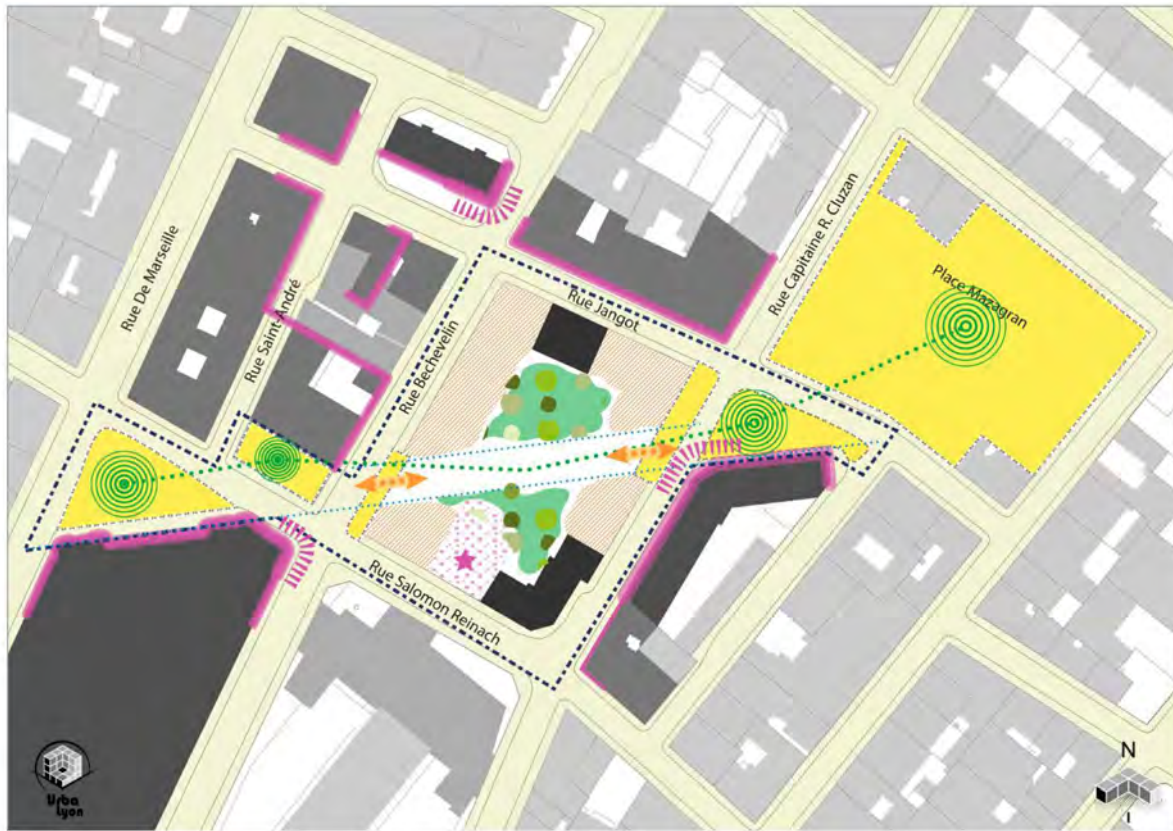 Rue De Marseille
Rue Saint-André
Rue Bechevelin
Rue Jangot
Rue Capitaine R. Cluzan
Place Mazagran
Rue Salomon Reinach
Urba
Lyon
N